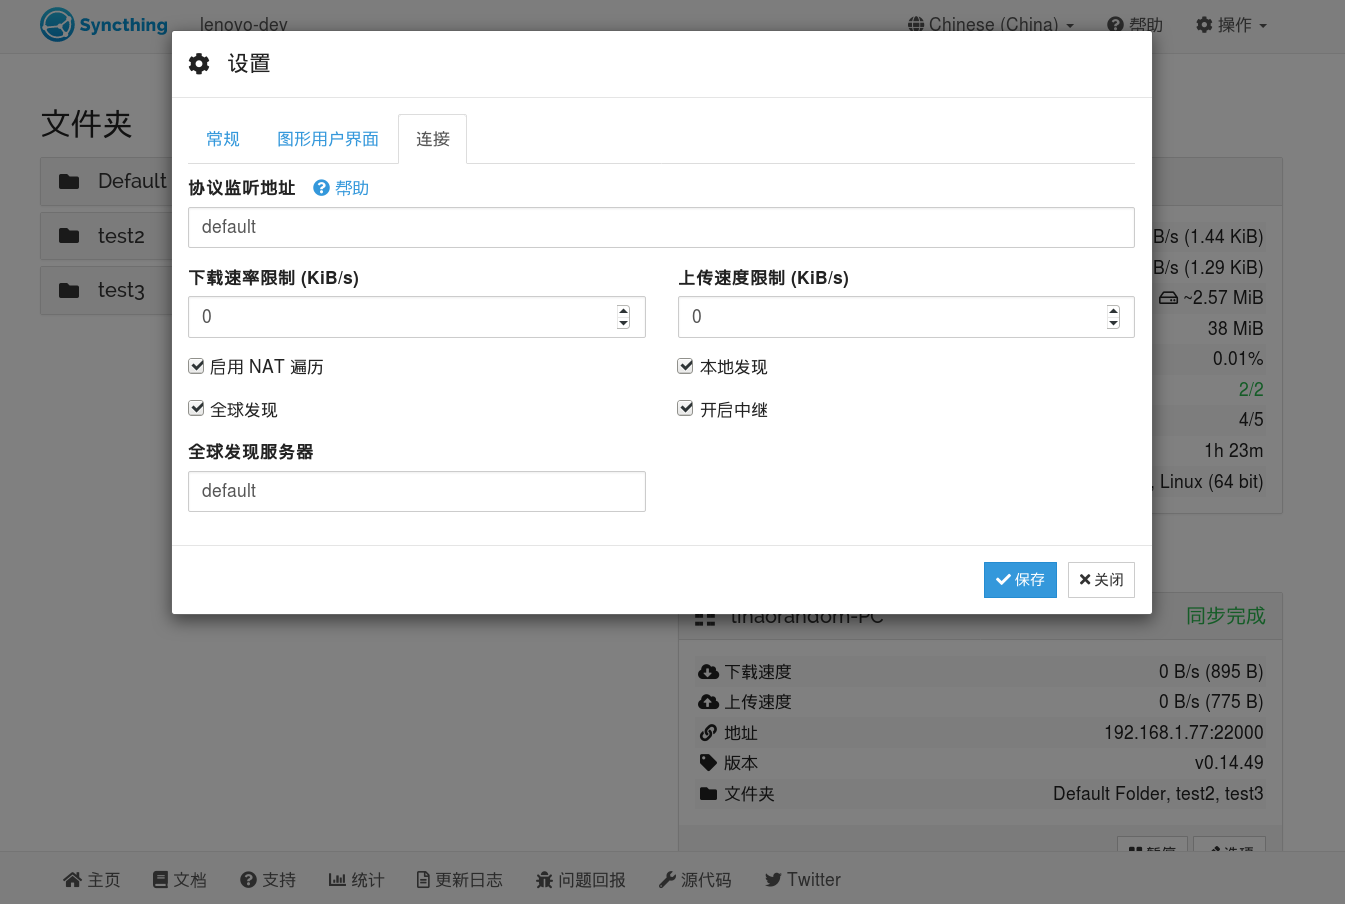 Syncthing
lenovo-dev
Chinese (China)
帮助
操作
设置
常规
图形用户界面
连接
协议监听地址
帮助
default
下载速率限制 (KiB/s)
上传速度限制 (KiB/s)
0
0
启用 NAT 遍历
本地发现
全球发现
开启中继
全球发现服务器
default
保存
关闭
文件夹
Default
test2
test3
B/s (1.44 KiB)
B/s (1.29 KiB)
~2.57 MiB
38 MiB
0.01%
2/2
4/5
1h 23m
, Linux (64 bit)
linaorandom-PC
同步完成
下载速度
0 B/s (895 B)
上传速度
0 B/s (775 B)
地址
192.168.1.77:22000
版本
v0.14.49
文件夹
Default Folder, test2, test3
暂停
选项
主页
文档
支持
统计
更新日志
问题回报
源代码
Twitter